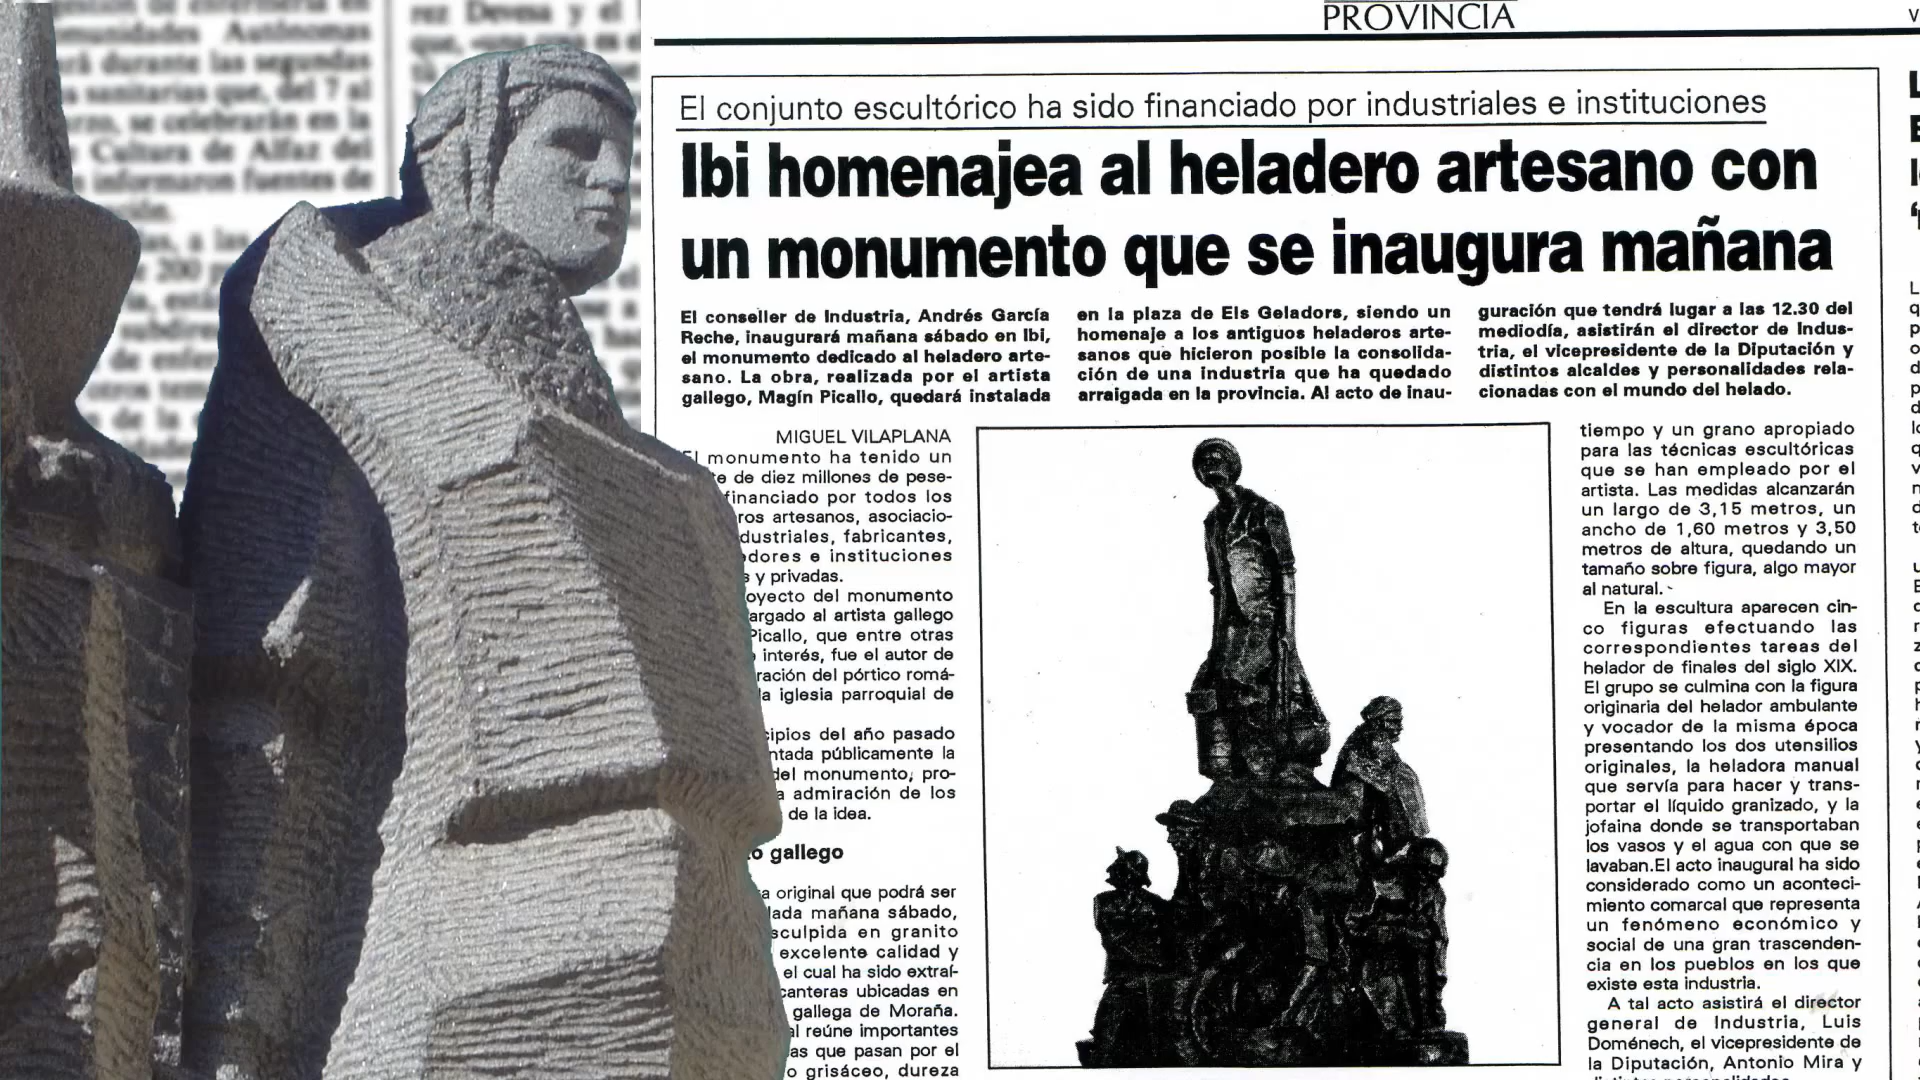 PROVINCIA
El conjunto escultórico ha sido financiado por industriales e instituciones
Ibi homenajea al heladero artesano con
un monumento que se inaugura mañana
El conseller de Industria, Andrés García
Reche, inaugurará mañana sábado en Ibi,
el monumento dedicado al heladero arte-
sano. La obra, realizada por el artista
gallego, Magín Picallo, quedará instalada
en la plaza de Els Geladors, siendo un
homenaje a los antiguos heladeros arte-
sanos que hicieron posible la consolida-
ción de una industria que ha quedado
arraigada en la provincia. Al acto de inau-
guración que tendrá lugar a las 12.30 del
mediodía, asistirán el director de Indus-
tria, el vicepresidente de la Diputación y
distintos alcaldes y personalidades rela-
cionadas con el mundo del helado.
MIGUEL VILAPLANA
El monumento ha tenido un
de diez millones de pese-
financiado por todos los
ros artesanos, asociacio-
dustriales, fabricantes,
dores e instituciones
s y privadas.
oyecto del monumento
argado al artista gallego
Picallo, que entre otras
interés, fue el autor de
ración del pórtico romá-
la iglesia parroquial de
cipios del año pasado
ntada públicamente la
del monumento, pro-
a admiración de los
de la idea.
o gallego
a original que podrá ser
lada mañana sábado,
sculpida en granito
excelente calidad y
el cual ha sido extraí-
canteras ubicadas en
gallega de Moraña.
al reúne importantes
as que pasan por el
o grisáceo, dureza
tiempo y un grano apropiado
para las técnicas escultóricas
que se han empleado por el
artista. Las medidas alcanzarán
un largo de 3,15 metros, un
ancho de 1,60 metros y 3,50
metros de altura, quedando un
tamaño sobre figura, algo mayor
al natural.
En la escultura aparecen cin-
co figuras efectuando las
correspondientes tareas del
helador de finales del siglo XIX.
El grupo se culmina con la figura
originaria del helador ambulante
y vocador de la misma época
presentando los dos utensilios
originales, la heladora manual
que servía para hacer y trans-
portar el líquido granizado, y la
jofaina donde se transportaban
los vasos y el agua con que se
lavaban.El acto inaugural ha sido
considerado como un aconteci-
miento comarcal que representa
un fenómeno económico y
social de una gran trascenden-
cia en los pueblos en los que
existe esta industria.
A tal acto asistirá el director
general de Industria, Luis
Doménech, el vicepresidente de
la Diputación, Antonio Mira y